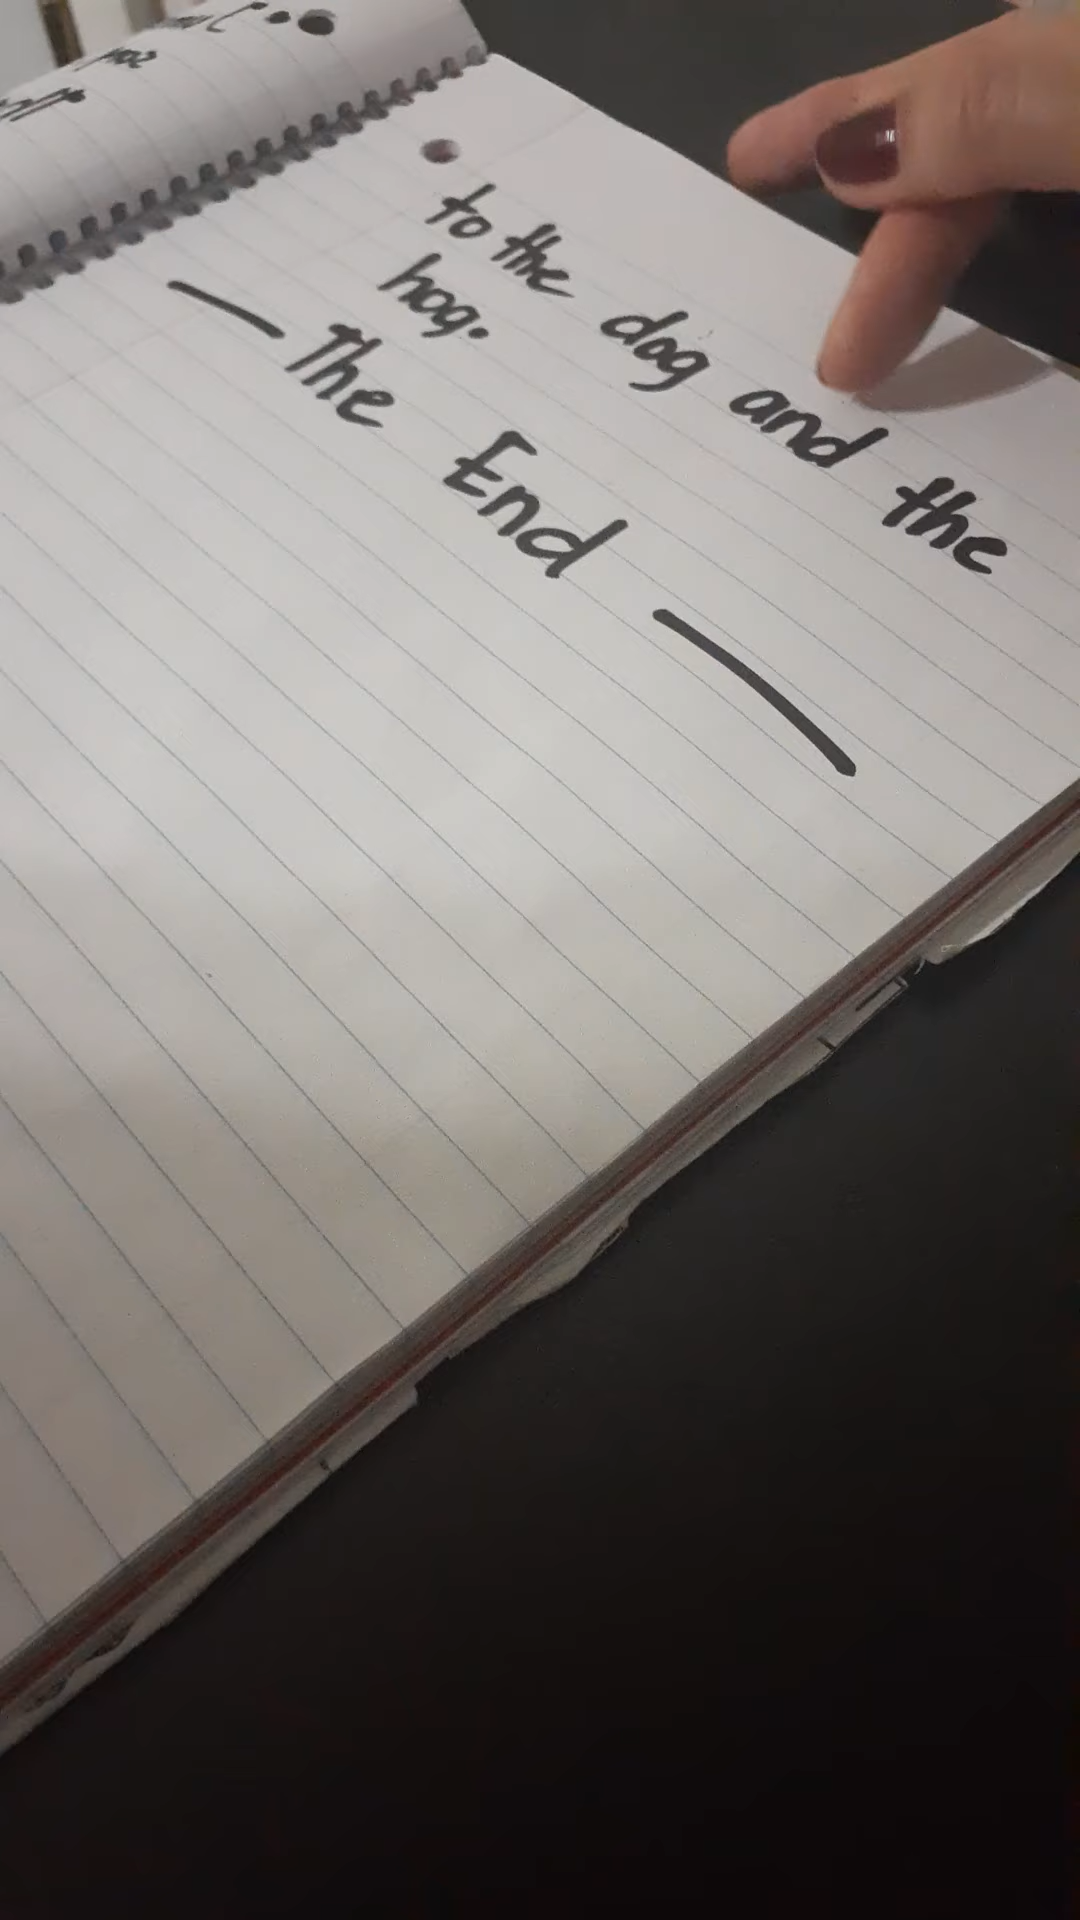 to the dog and the
hog.
— The End —